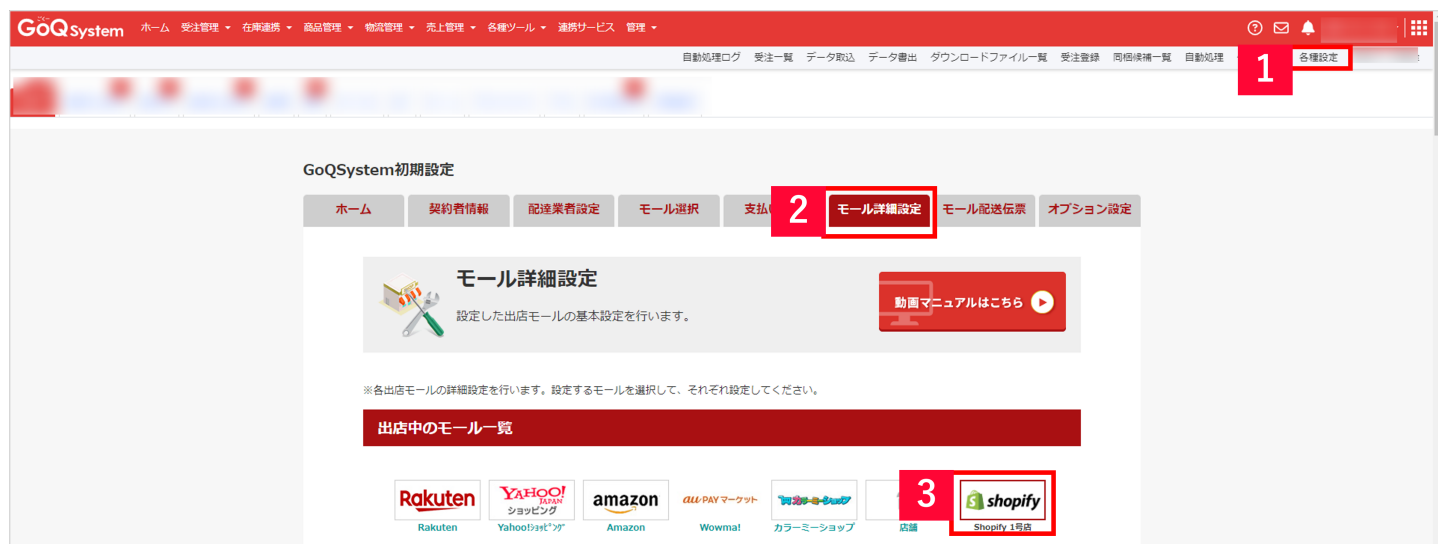 GoQSystem ホーム 受注管理 在庫連携 商品管理 物流管理 売上管理 各種ツール 連携サービス 管理
自動処理ログ 受注一覧 データ取込 データ書出 ダウンロードファイル一覧 受注登録 同梱候補一覧 自動処理 1 各種設定
GoQSystem初期設定
ホーム 契約者情報 配達業者設定 モール選択 支払い 2 モール詳細設定 モール配送伝票 オプション設定
モール詳細設定
設定した出店モールの基本設定を行います。
動画マニュアルはこちら
※各出店モールの詳細設定を行います。設定するモールを選択して、それぞれ設定してください。
出店中のモール一覧
Rakuten YAHOO! JAPAN ショッピング amazon au PAY マーケット カラーミーショップ 3 shopify
Rakuten Yahoo!ｼｮｯﾋﾟﾝｸﾞ Amazon Wowma! カラーミーショップ 店舗 Shopify 1号店